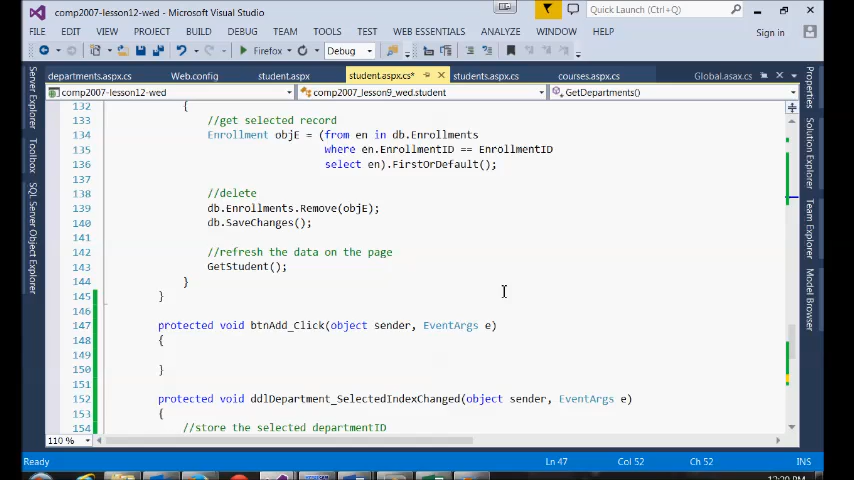 comp2007-lesson12-wed - Microsoft Visual Studio
Quick Launch (Ctrl+Q)
FILE EDIT VIEW PROJECT BUILD DEBUG TEAM TOOLS TEST WEB ESSENTIALS ANALYZE WINDOW HELP Sign in
Firefox Debug
departments.aspx.cs Web.config student.aspx student.aspx.cs* students.aspx.cs courses.aspx.cs Global.asax.cs
comp2007-lesson12-wed comp2007_lesson9_wed.student GetDepartments()
Server Explorer
Toolbox
SQL Server Object Explorer
132 {
133 //get selected record
134 Enrollment objE = (from en in db.Enrollments
135 where en.EnrollmentID == EnrollmentID
136 select en).FirstOrDefault();
137
138 //delete
139 db.Enrollments.Remove(objE);
140 db.SaveChanges();
141
142 //refresh the data on the page
143 GetStudent();
144 }
145 }
146
147 protected void btnAdd_Click(object sender, EventArgs e)
148 {
149
150 }
151
152 protected void ddlDepartment_SelectedIndexChanged(object sender, EventArgs e)
153 {
154 //store the selected departmentID
Properties
Solution Explorer
Team Explorer
Model Browser
110 %
Ready Ln 47 Col 52 Ch 52 INS